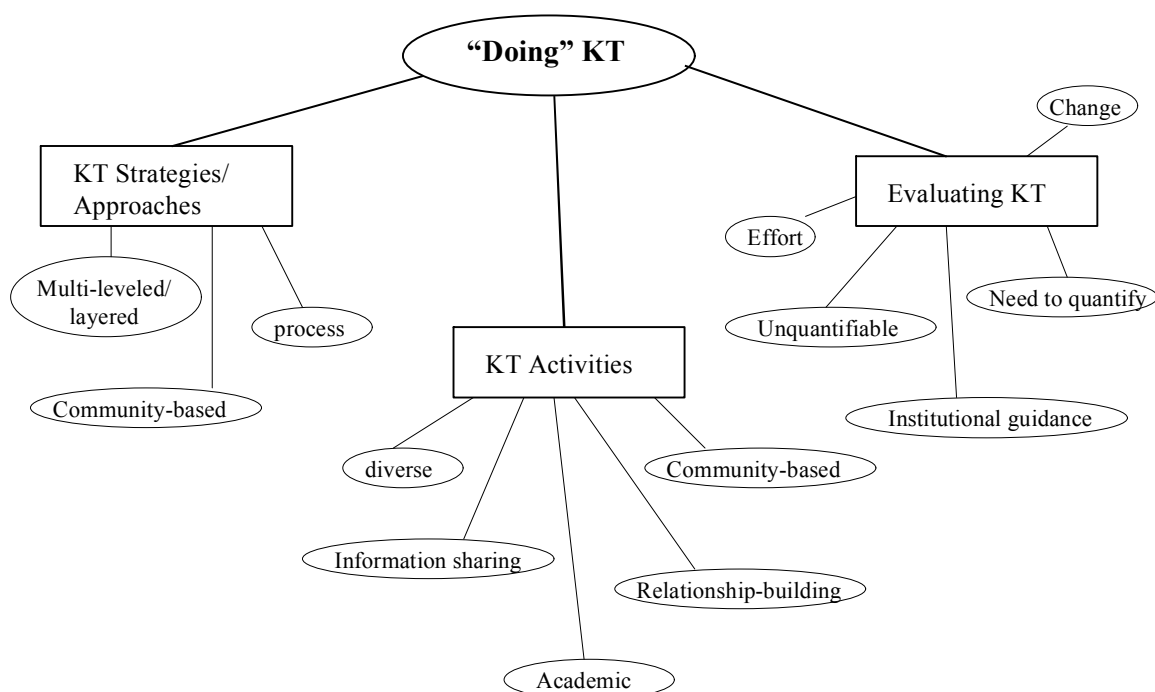 “Doing” KT
Change
KT Strategies/
Approaches
Evaluating KT
Effort
Multi-leveled/
layered
process
Need to quantify
Unquantifiable
KT Activities
Community-based
Institutional guidance
diverse
Community-based
Information sharing
Relationship-building
Academic